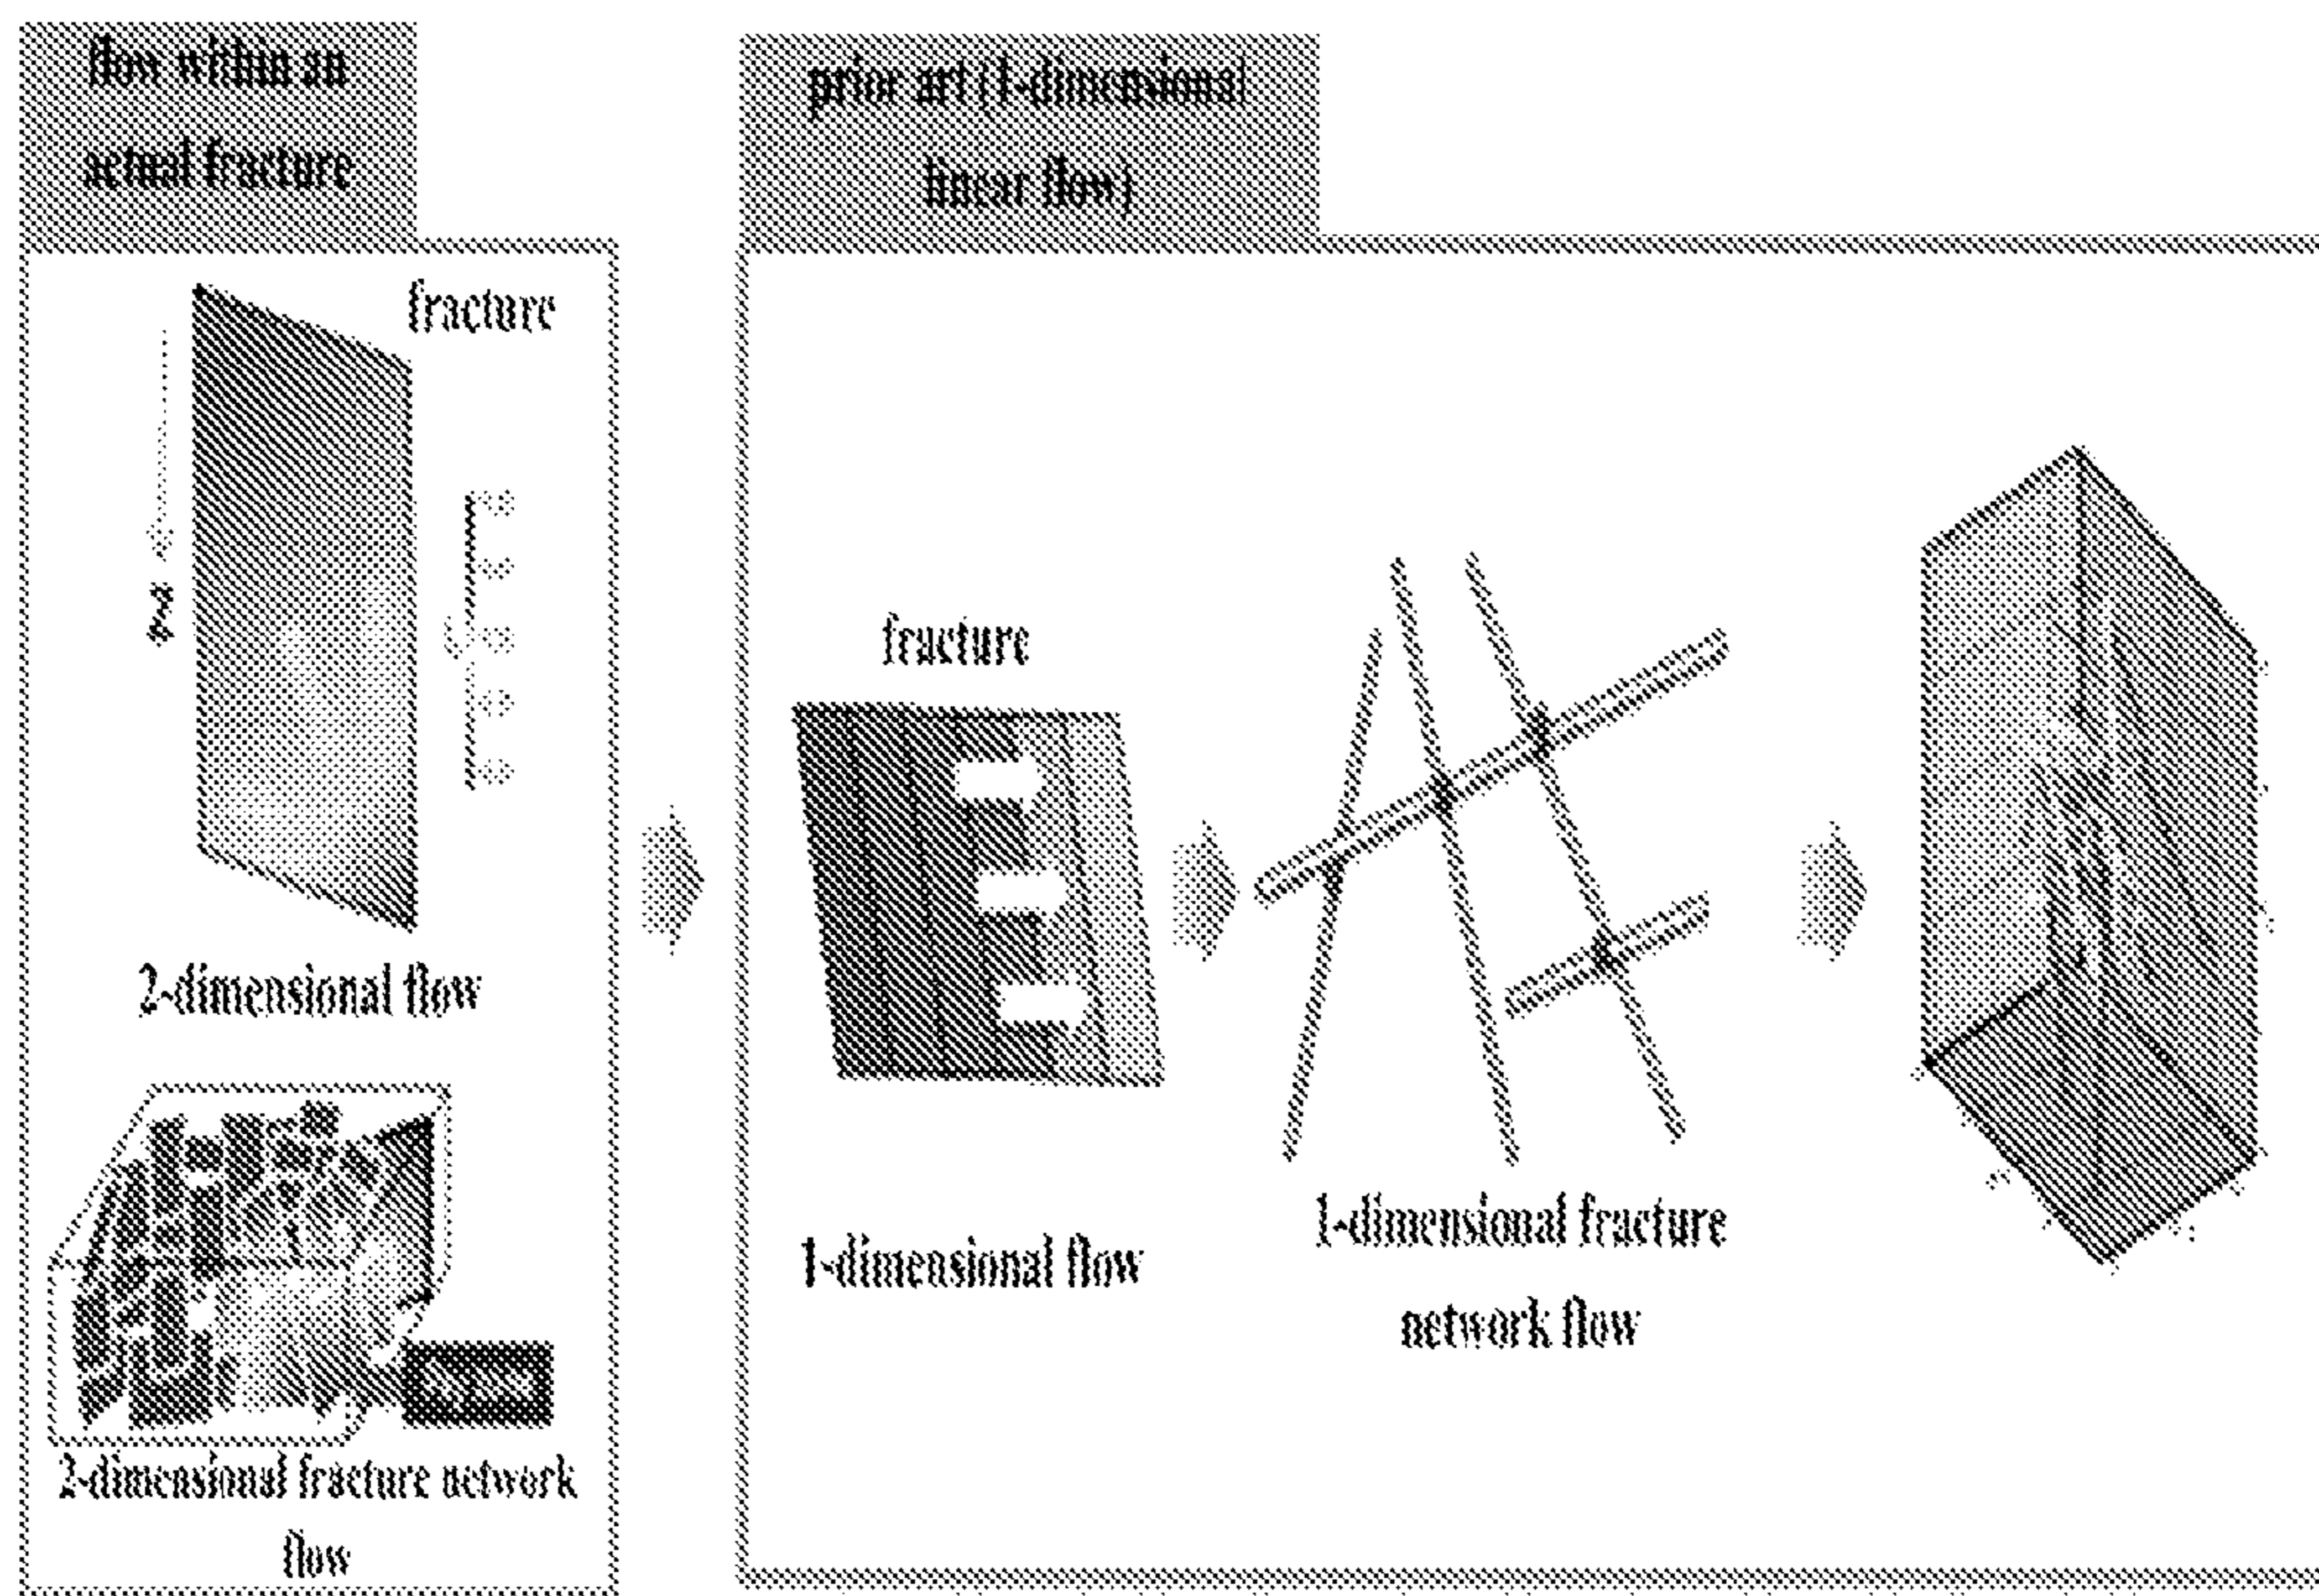 flow within an
actual fracture
fracture
2-dimensional flow
2-dimensional fracture network
flow
prior art (1-dimensional
linear flow)
fracture
1-dimensional flow
1-dimensional fracture
network flow